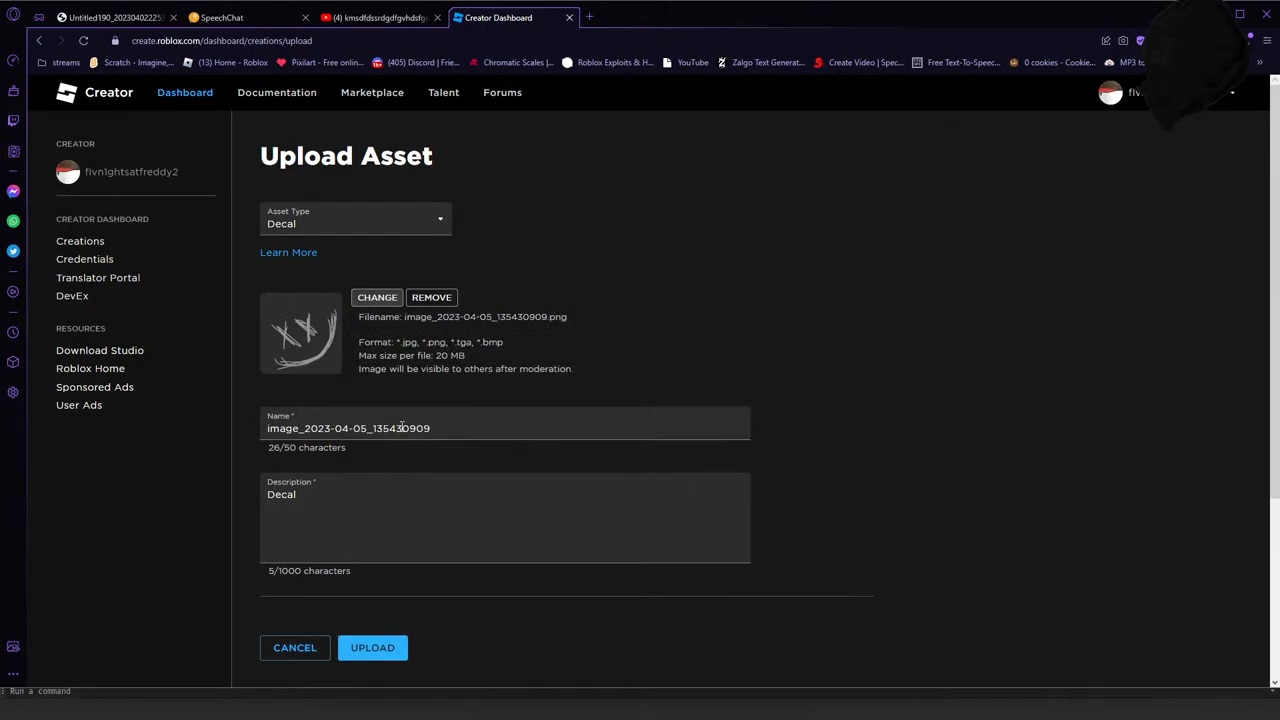 Untitled190_20230402253
SpeechChat
(4) kmsdfdssrdgdfgvhdsfg
Creator Dashboard
create.roblox.com/dashboard/creations/upload
streams
Scratch - Imagine,...
(13) Home - Roblox
Pixilart - Free onlin...
(405) Discord | Frie...
Chromatic Scales |...
Roblox Exploits & H...
YouTube
Zalgo Text Generat...
Create Video | Spec...
Free Text-To-Speec...
0 cookies - Cookie...
MP3 tc
Creator
Dashboard
Documentation
Marketplace
Talent
Forums
CREATOR
flvn1ghtsatfreddy2
CREATOR DASHBOARD
Creations
Credentials
Translator Portal
DevEx
RESOURCES
Download Studio
Roblox Home
Sponsored Ads
User Ads
Upload Asset
Asset Type
Decal
Learn More
CHANGE
REMOVE
Filename: image_2023-04-05_135430909.png
Format: *.jpg, *.png, *.tga, *.bmp
Max size per file: 20 MB
Image will be visible to others after moderation.
Name *
image_2023-04-05_135430909
26/50 characters
Description *
Decal
5/1000 characters
CANCEL
UPLOAD
: Run a command